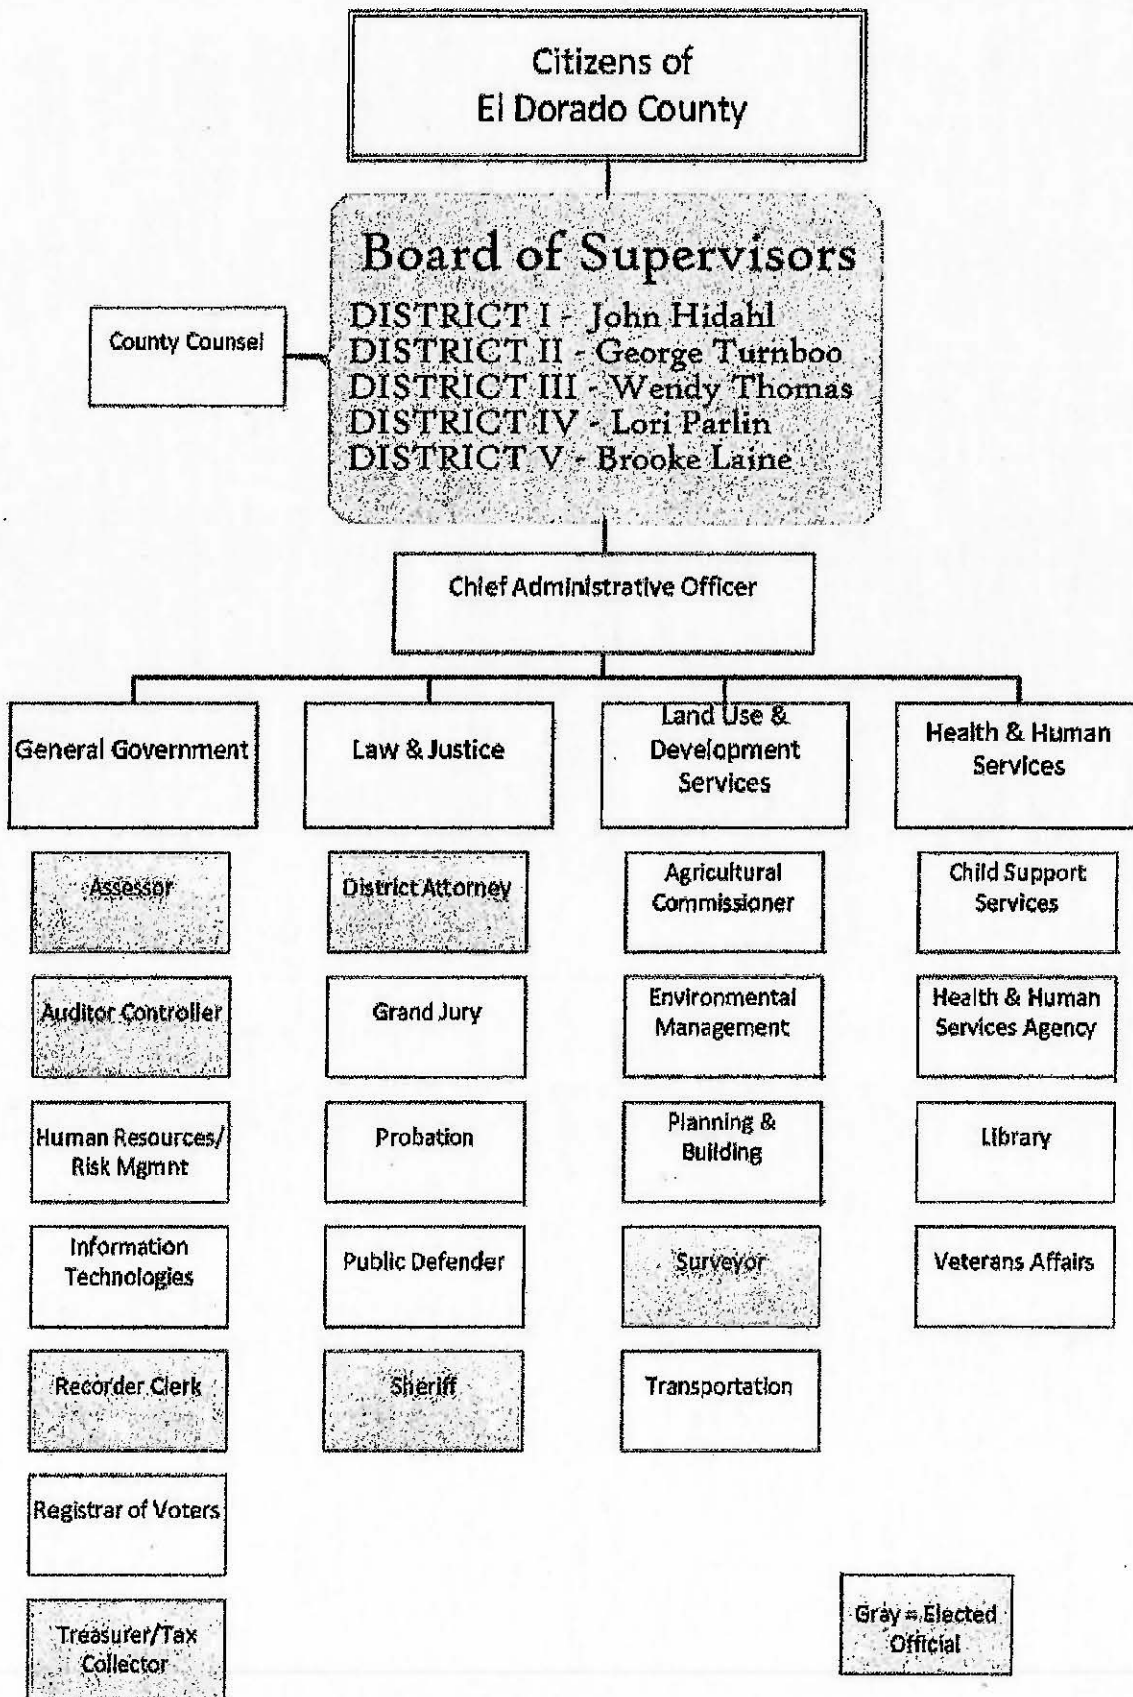 Citizens of
El Dorado County
Board of Supervisors
DISTRICT I - John Hidahl
DISTRICT II - George Turnboo
DISTRICT III - Wendy Thomas
DISTRICT IV - Lori Parlin
DISTRICT V - Brooke Laine
County Counsel
Chief Administrative Officer
General Government
Assessor
Auditor Controller
Human Resources/
Risk Mgmnt
Information
Technologies
Recorder Clerk
Registrar of Voters
Treasurer/Tax
Collector
Law & Justice
District Attorney
Grand Jury
Probation
Public Defender
Sheriff
Land Use &
Development
Services
Agricultural
Commissioner
Environmental
Management
Planning &
Building
Surveyor
Transportation
Health & Human
Services
Child Support
Services
Health & Human
Services Agency
Library
Veterans Affairs
Gray = Elected
Official